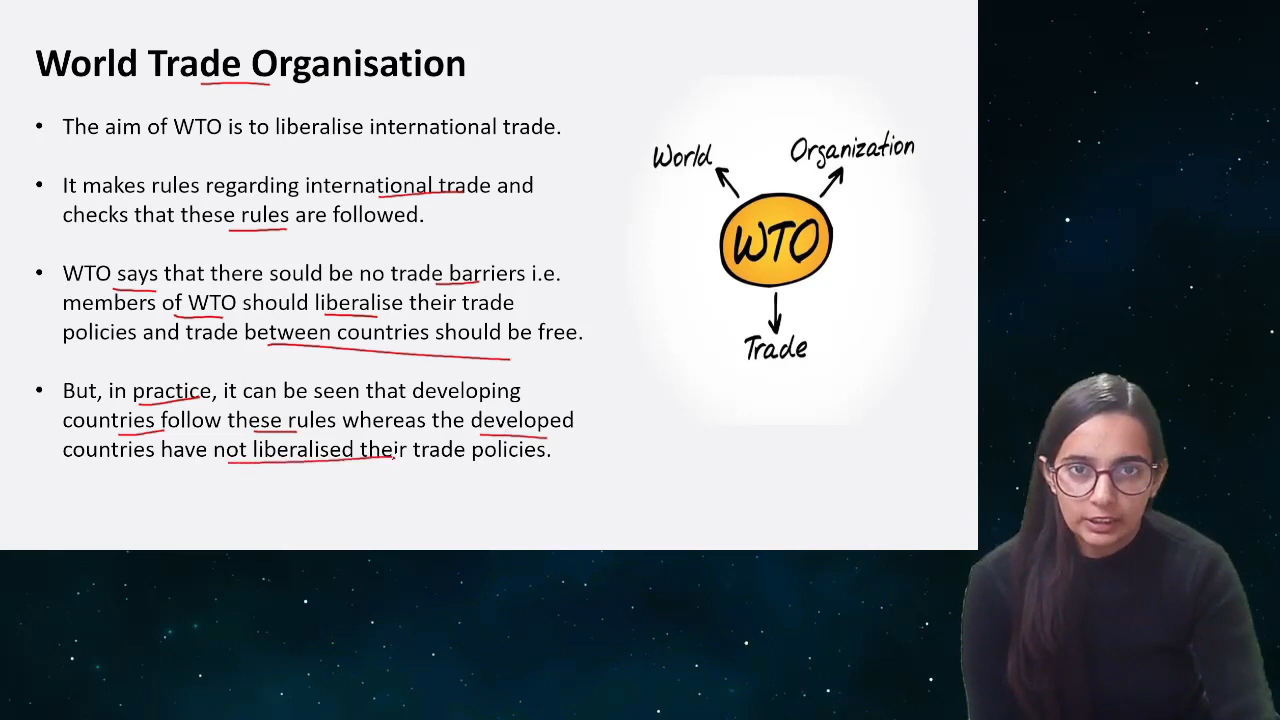 World Trade Organisation
• The aim of WTO is to liberalise international trade.
• It makes rules regarding international trade and
checks that these rules are followed.
• WTO says that there sould be no trade barriers i.e.
members of WTO should liberalise their trade
policies and trade between countries should be free.
• But, in practice, it can be seen that developing
countries follow these rules whereas the developed
countries have not liberalised their trade policies.
World
Organization
WTO
Trade